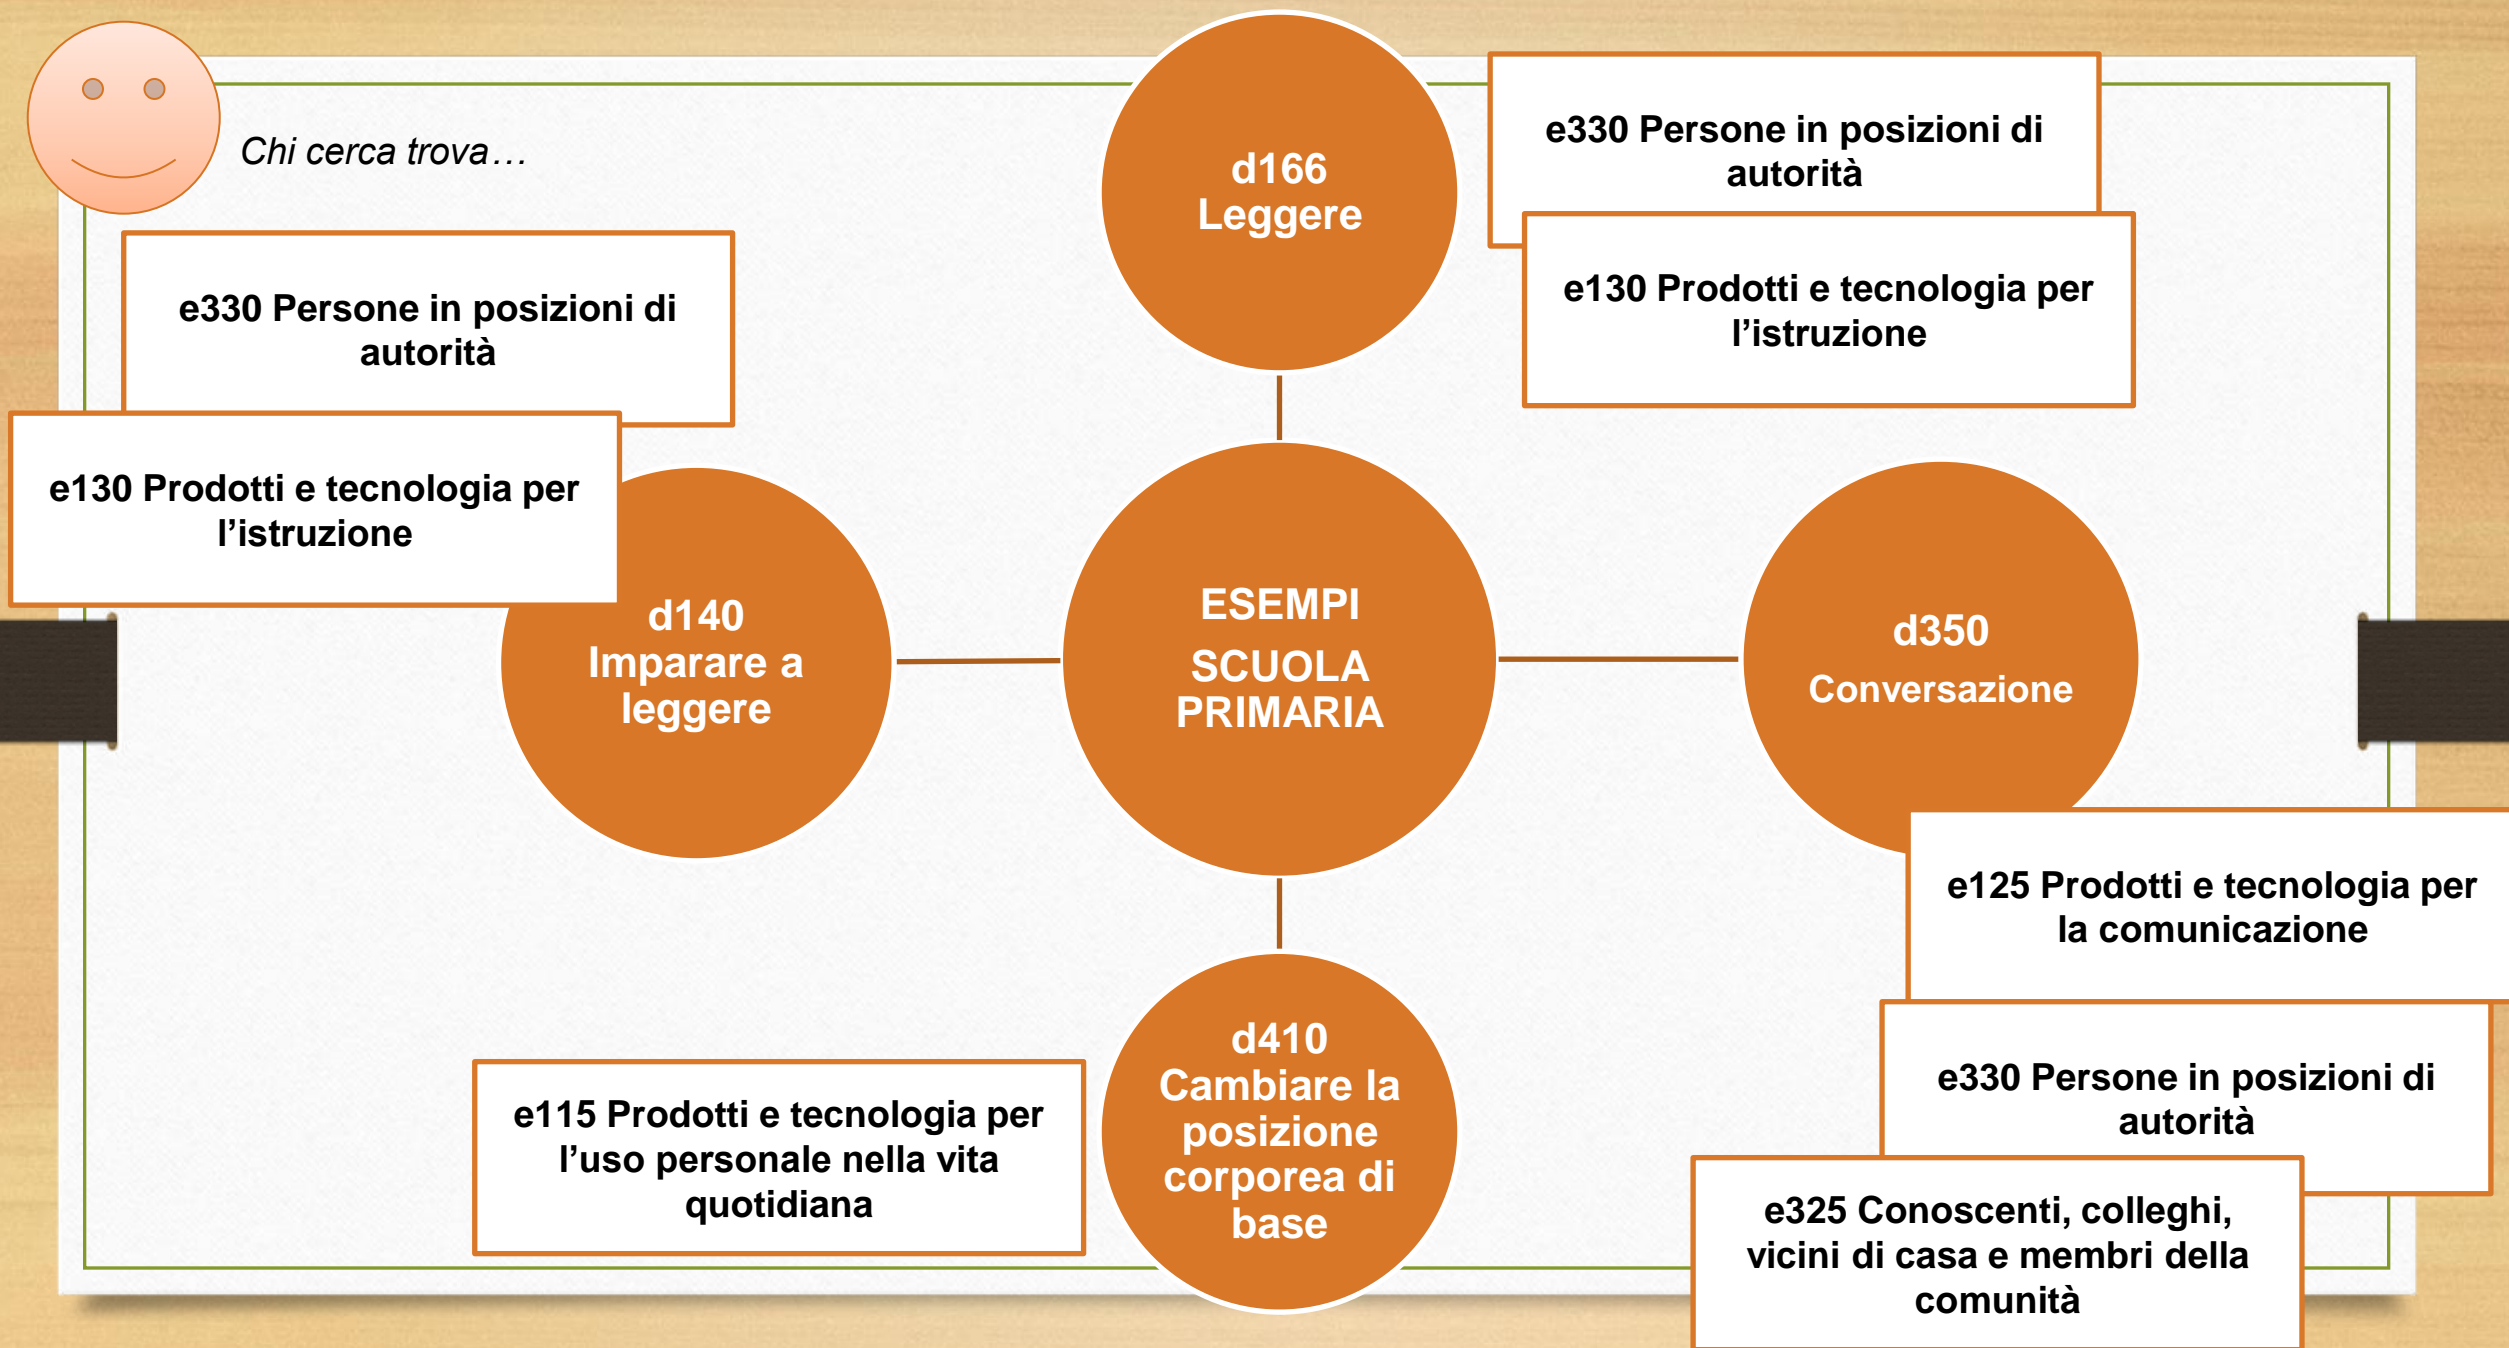 Chi cerca trova…
d166
Leggere
e330 Persone in posizioni di
autorità
e130 Prodotti e tecnologia per
l’istruzione
e330 Persone in posizioni di
autorità
e130 Prodotti e tecnologia per
l’istruzione
d140
Imparare a
leggere
ESEMPI
SCUOLA
PRIMARIA
d350
Conversazione
e125 Prodotti e tecnologia per
la comunicazione
e330 Persone in posizioni di
autorità
e325 Conoscenti, colleghi,
vicini di casa e membri della
comunità
d410
Cambiare la
posizione
corporea di
base
e115 Prodotti e tecnologia per
l’uso personale nella vita
quotidiana